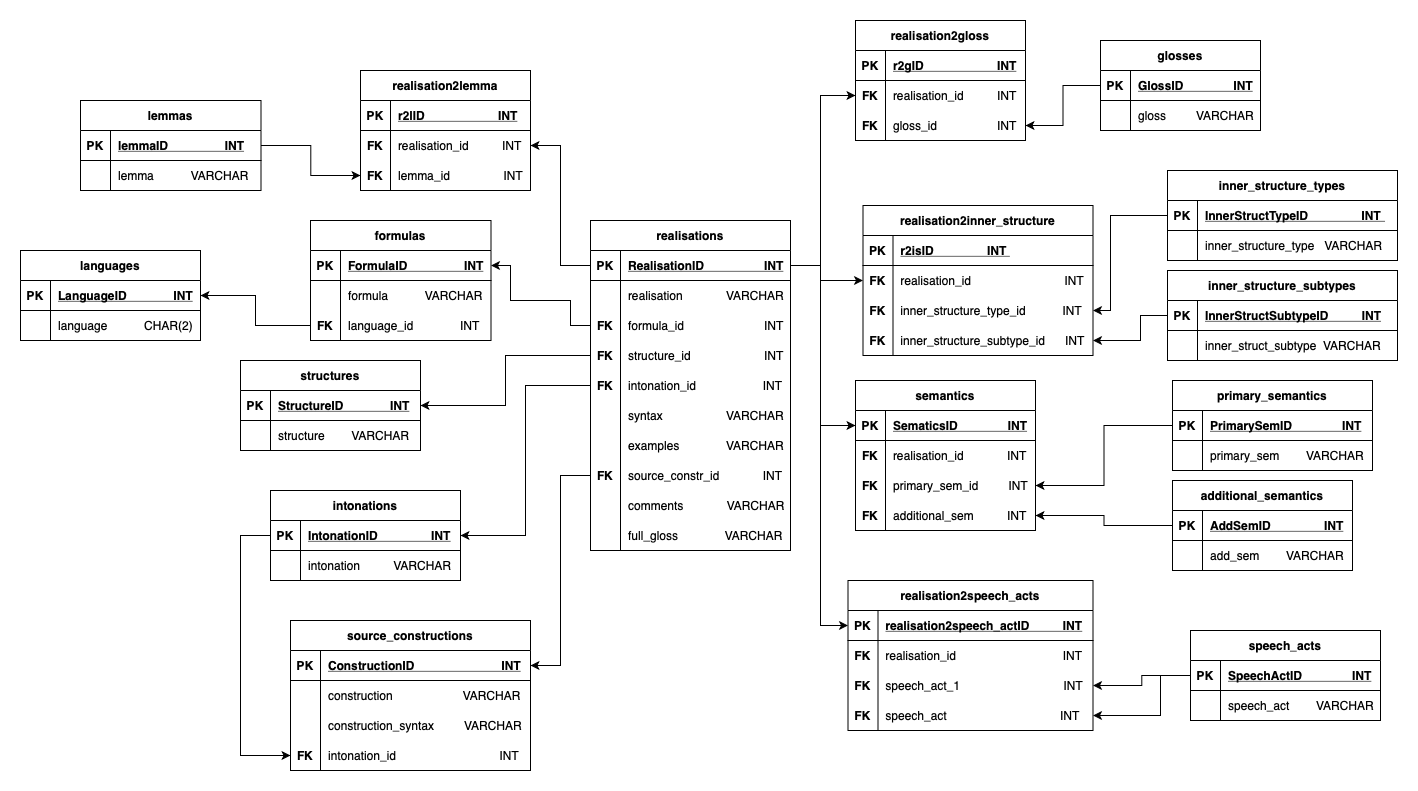 lemmas
PK lemmaID INT
lemma VARCHAR
realisation2lemma
PK r2lID INT
FK realisation_id INT
FK lemma_id INT
languages
PK LanguageID INT
language CHAR(2)
formulas
PK FormulaID INT
formula VARCHAR
FK language_id INT
structures
PK StructureID INT
structure VARCHAR
intonations
PK IntonationID INT
intonation VARCHAR
source_constructions
PK ConstructionID INT
construction VARCHAR
construction_syntax VARCHAR
FK intonation_id INT
realisations
PK RealisationID INT
realisation VARCHAR
FK formula_id INT
FK structure_id INT
FK intonation_id INT
syntax VARCHAR
examples VARCHAR
FK source_constr_id INT
comments VARCHAR
full_gloss VARCHAR
realisation2gloss
PK r2gID INT
FK realisation_id INT
FK gloss_id INT
glosses
PK GlossID INT
gloss VARCHAR
realisation2inner_structure
PK r2isID INT
FK realisation_id INT
FK inner_structure_type_id INT
FK inner_structure_subtype_id INT
inner_structure_types
PK InnerStructTypeID INT
inner_structure_type VARCHAR
inner_structure_subtypes
PK InnerStructSubtypeID INT
inner_struct_subtype VARCHAR
semantics
PK SematicsID INT
FK realisation_id INT
FK primary_sem_id INT
FK additional_sem INT
primary_semantics
PK PrimarySemID INT
primary_sem VARCHAR
additional_semantics
PK AddSemID INT
add_sem VARCHAR
realisation2speech_acts
PK realisation2speech_actID INT
FK realisation_id INT
FK speech_act_1 INT
FK speech_act INT
speech_acts
PK SpeechActID INT
speech_act VARCHAR